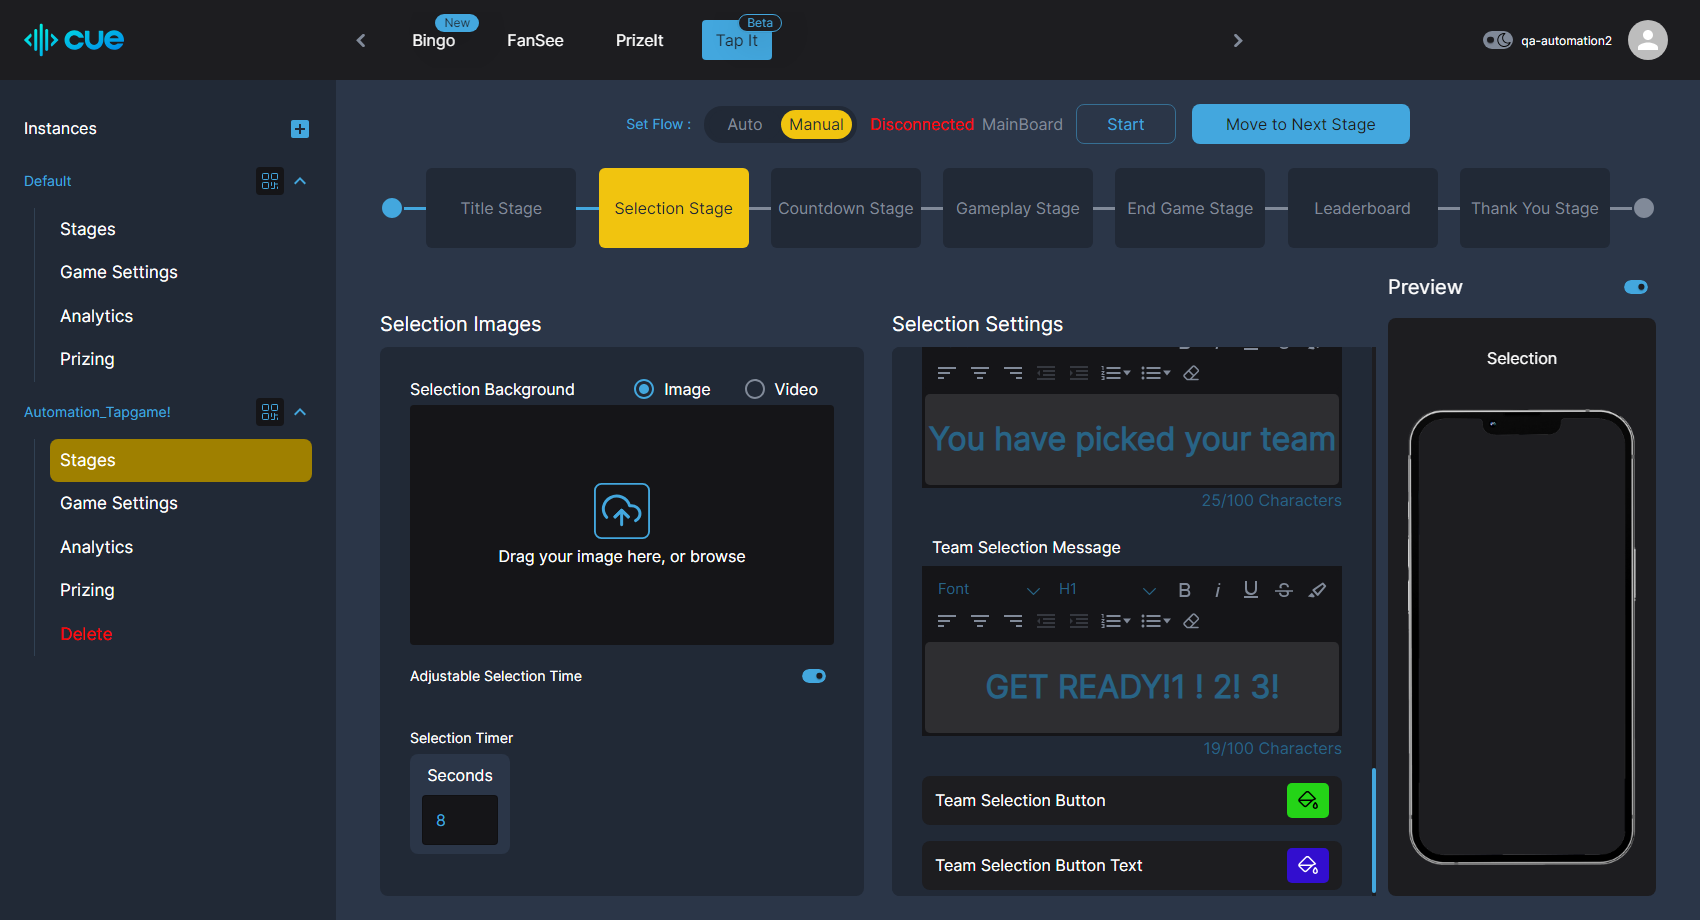 cue
Bingo
New
FanSee
PrizeIt
Tap It
Beta
qa-automation2
Instances
Default
Stages
Game Settings
Analytics
Prizing
Automation_Tapgame!
Stages
Game Settings
Analytics
Prizing
Delete
Set Flow :
Auto
Manual
Disconnected MainBoard
Start
Move to Next Stage
Title Stage
Selection Stage
Countdown Stage
Gameplay Stage
End Game Stage
Leaderboard
Thank You Stage
Selection Images
Selection Background
Image
Video
Drag your image here, or browse
Adjustable Selection Time
Selection Timer
Seconds
8
Selection Settings
You have picked your team
25/100 Characters
Team Selection Message
Font
H1
B
i
U
S
GET READY!1 ! 2! 3!
19/100 Characters
Team Selection Button
Team Selection Button Text
Preview
Selection